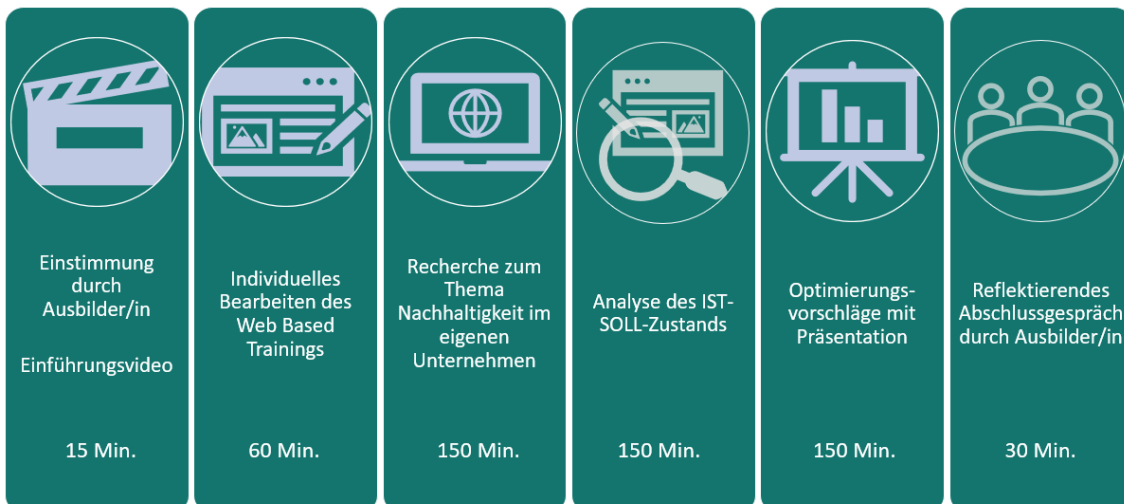 Einstimmung
durch
Ausbilder/in
Einführungsvideo
15 Min.
Individuelles
Bearbeiten des
Web Based
Trainings
60 Min.
Recherche zum
Thema
Nachhaltigkeit im
eigenen
Unternehmen
150 Min.
Analyse des IST-
SOLL-Zustands
150 Min.
Optimierungs-
vorschläge mit
Präsentation
150 Min.
Reflektierendes
Abschlussgespräch
durch Ausbilder/in
30 Min.